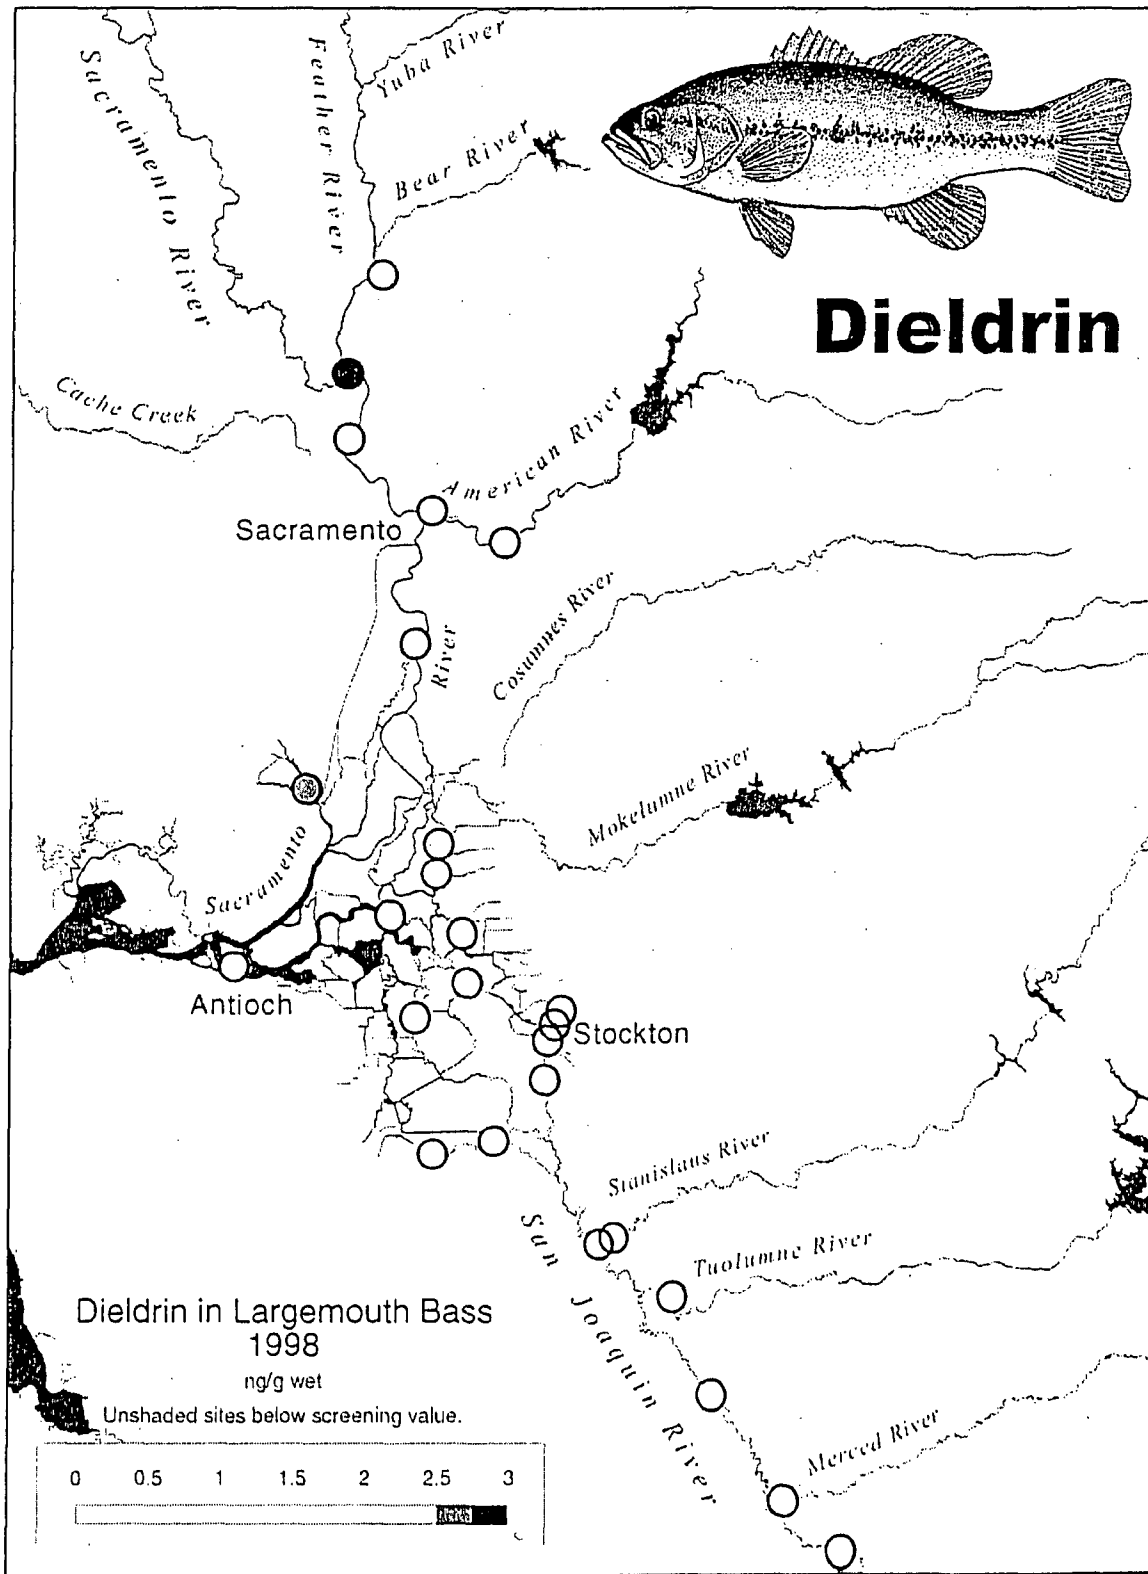 Sacramento River
Feather River
Yuba River
Bear River
Dieldrin
Cache Creek
American River
Sacramento
River
Cosumnes River
Mokelumne River
Sacramento
Antioch
Stockton
Stanislaus River
San Joaquin River
Tuolumne River
Merced River
Dieldrin in Largemouth Bass
1998
ng/g wet
Unshaded sites below screening value.
0 0.5 1 1.5 2 2.5 3